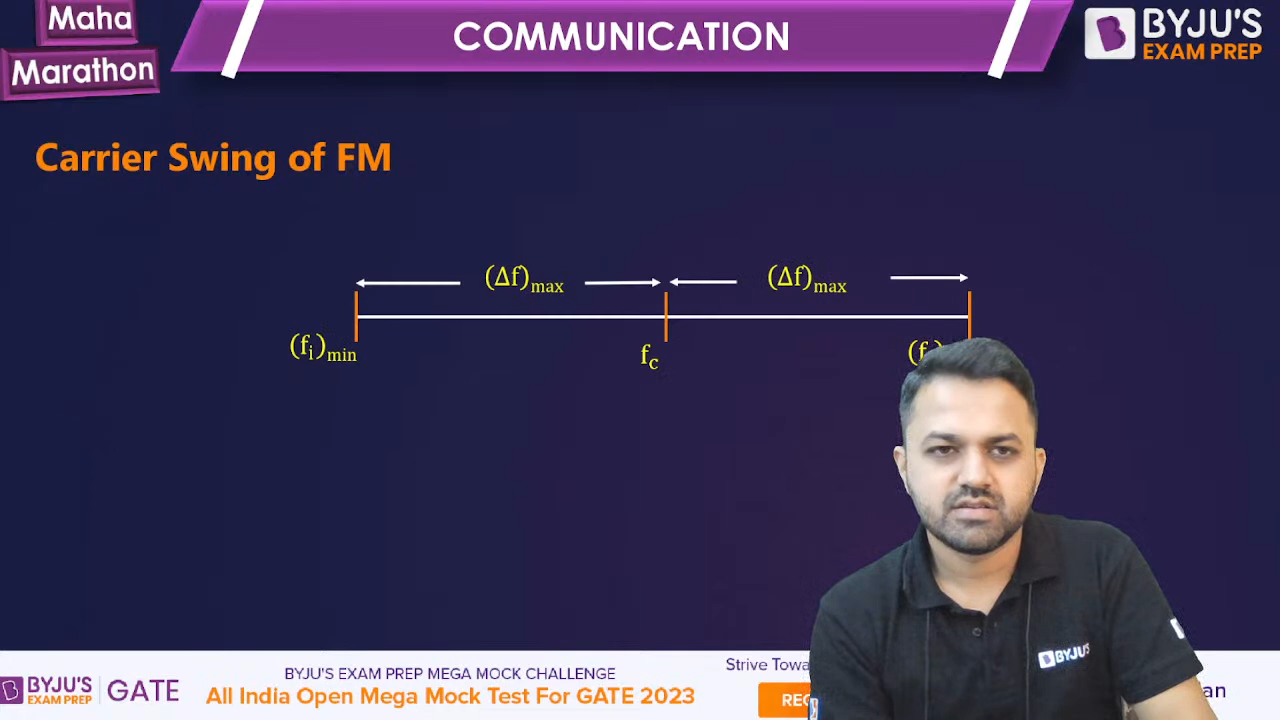 Maha
Marathon
COMMUNICATION
BYJU'S
EXAM PREP
Carrier Swing of FM
(Δf)max (Δf)max
(fi)min fc
BYJU'S
BYJU'S
EXAM PREP
GATE
BYJU'S EXAM PREP MEGA MOCK CHALLENGE
All India Open Mega Mock Test For GATE 2023
Strive